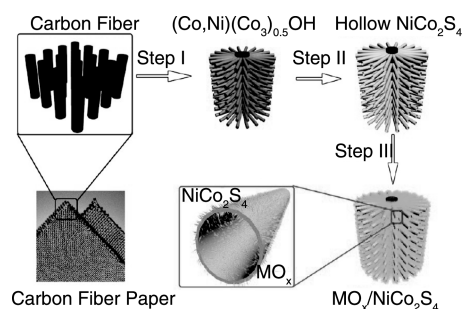 Carbon Fiber
(Co,Ni)(Co₃)₀.₅OH
Hollow NiCo₂S₄
Step I
Step II
Step III
NiCo₂S₄
MOₓ
Carbon Fiber Paper
MOₓ/NiCo₂S₄